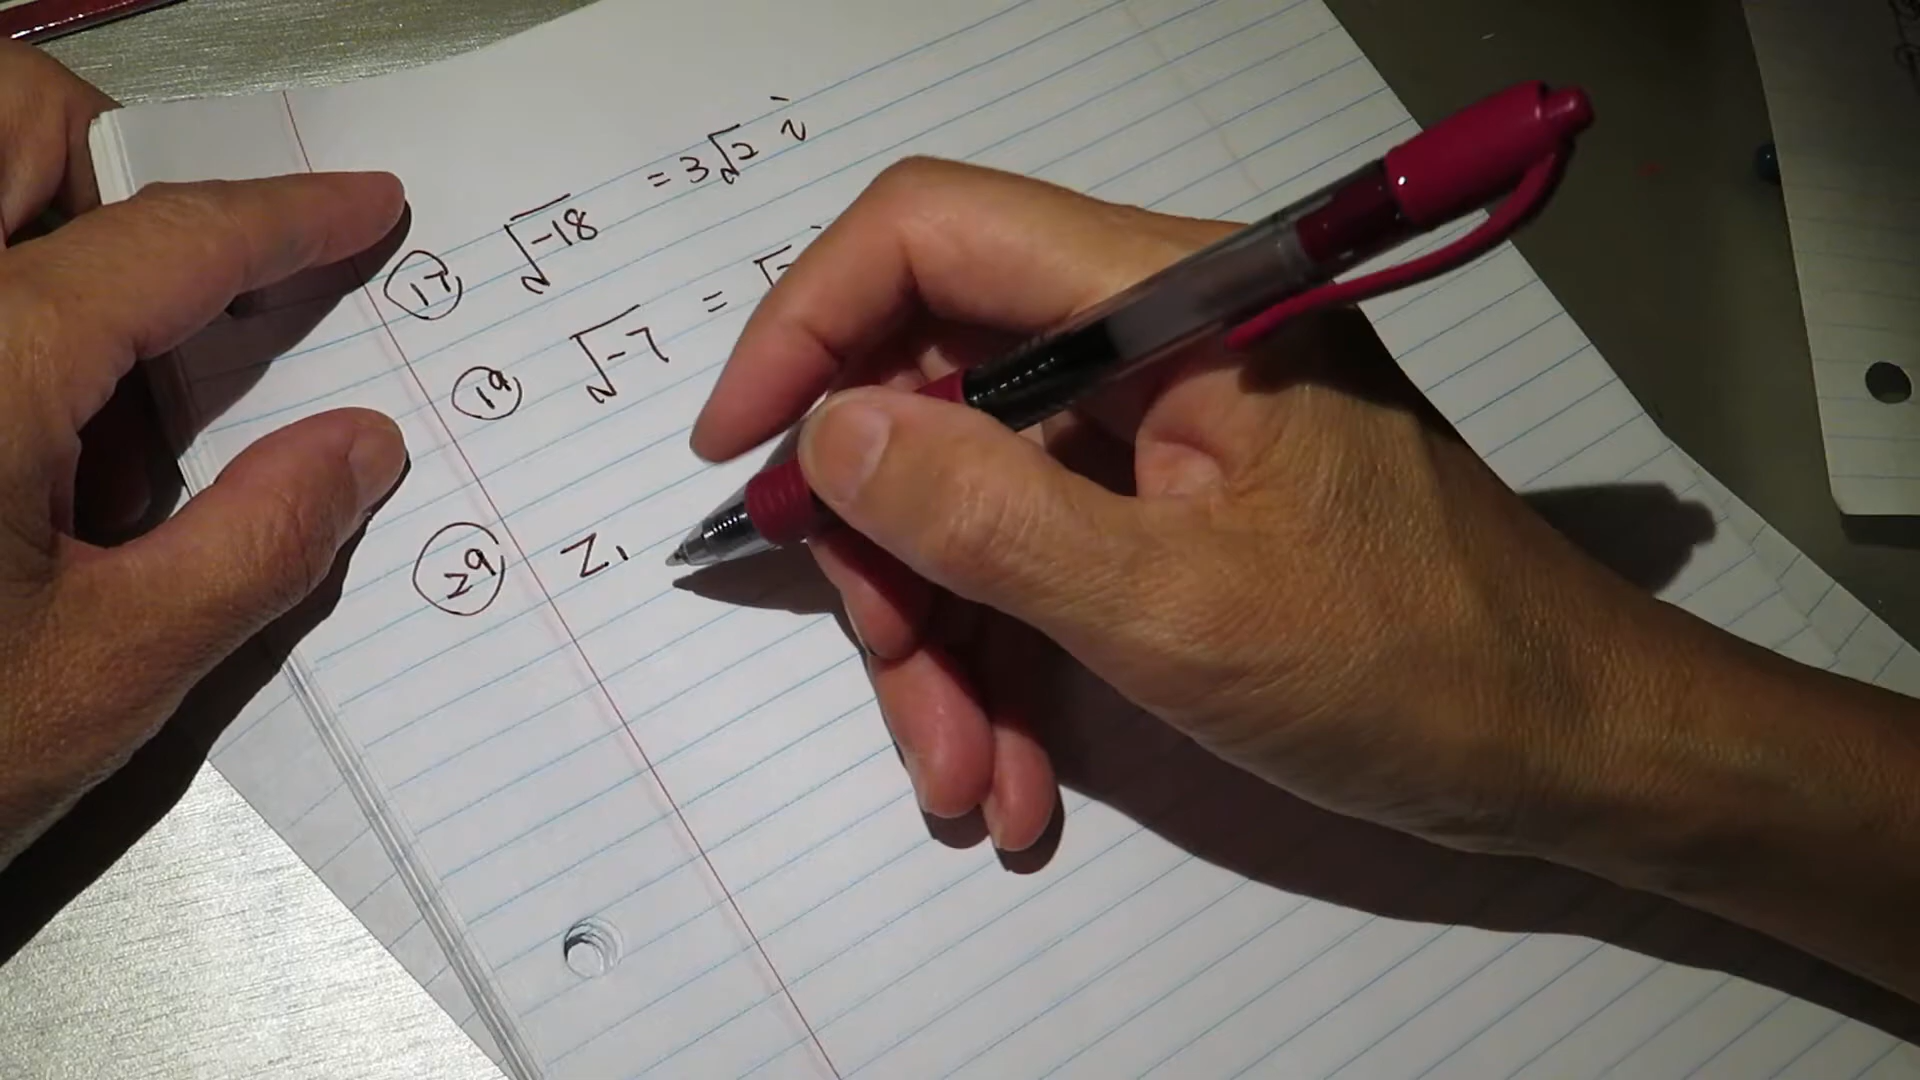 ⑰ √-18 = 3√2 i
⑲ √-7 = √
㉙ Z₁